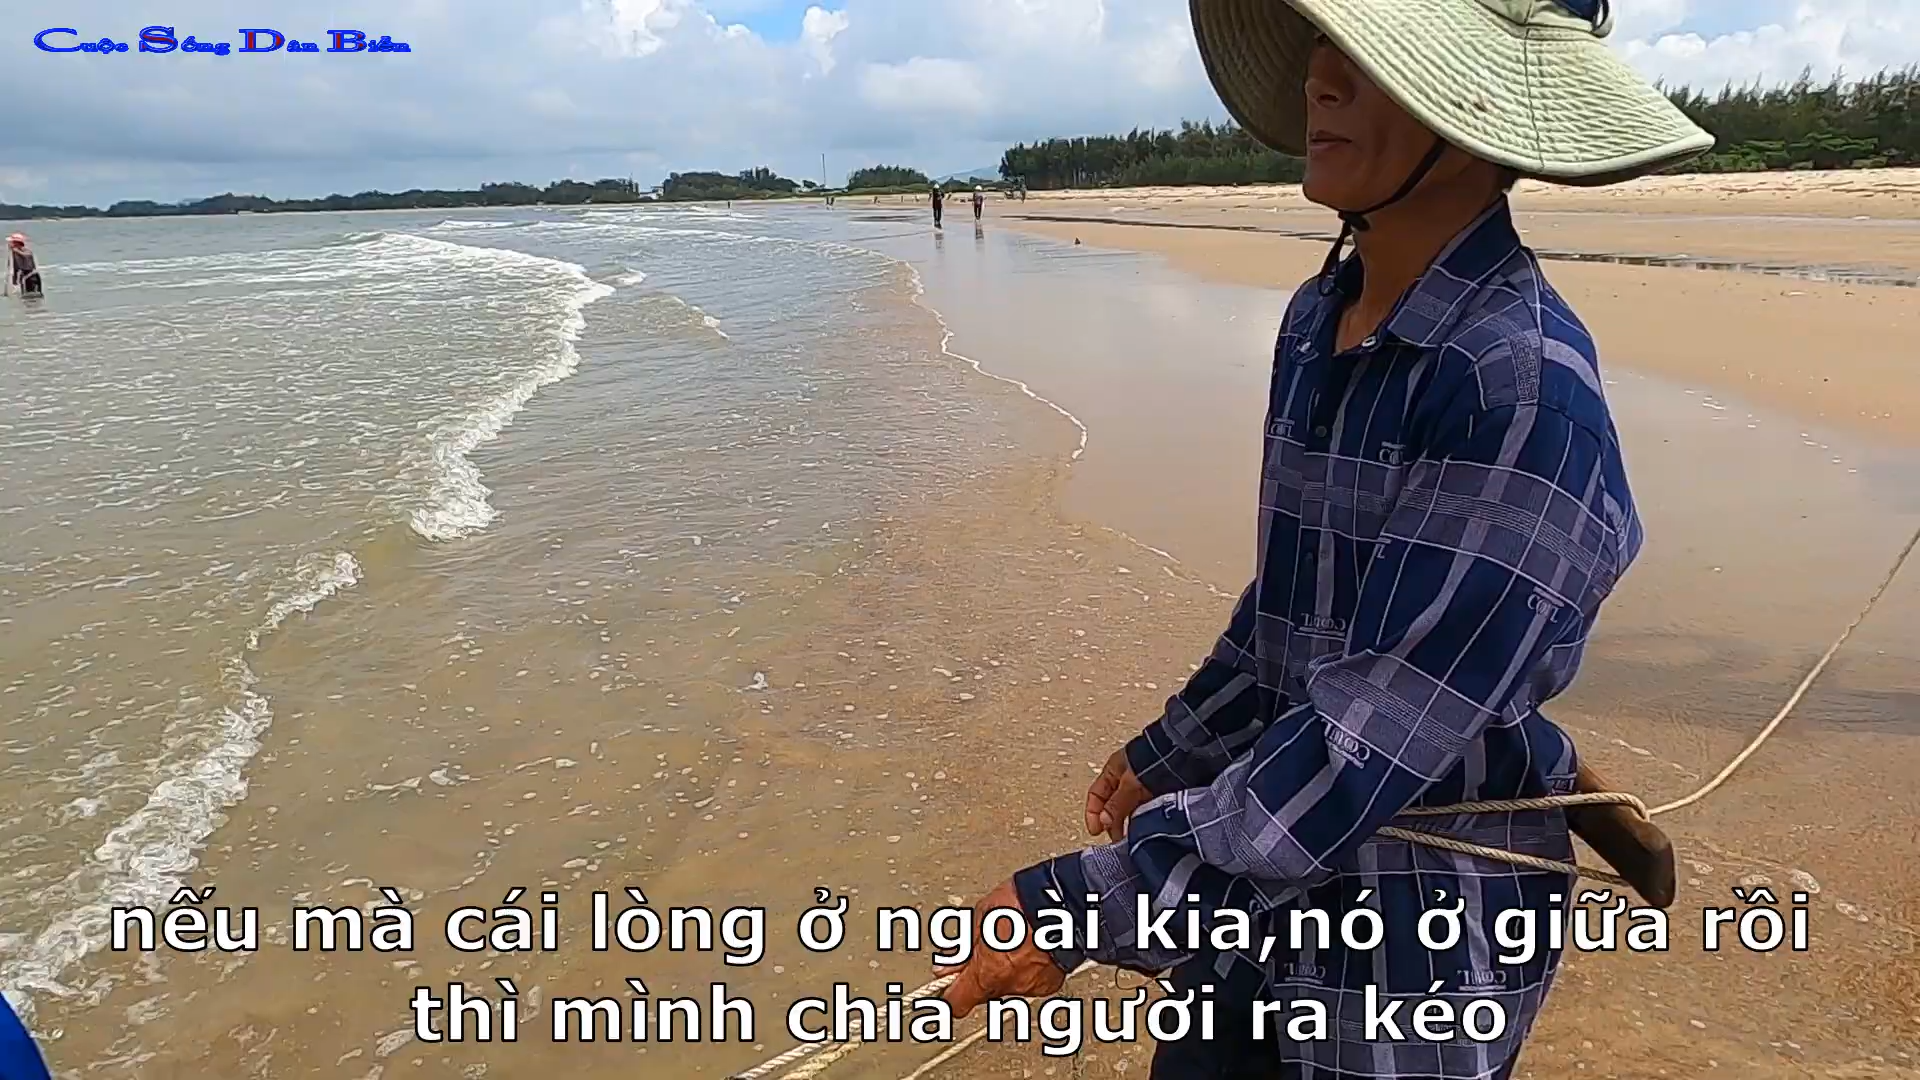 Cuộc Sống Dân Biển
nếu mà cái lòng ở ngoài kia,nó ở giữa rồi
thì mình chia người ra kéo